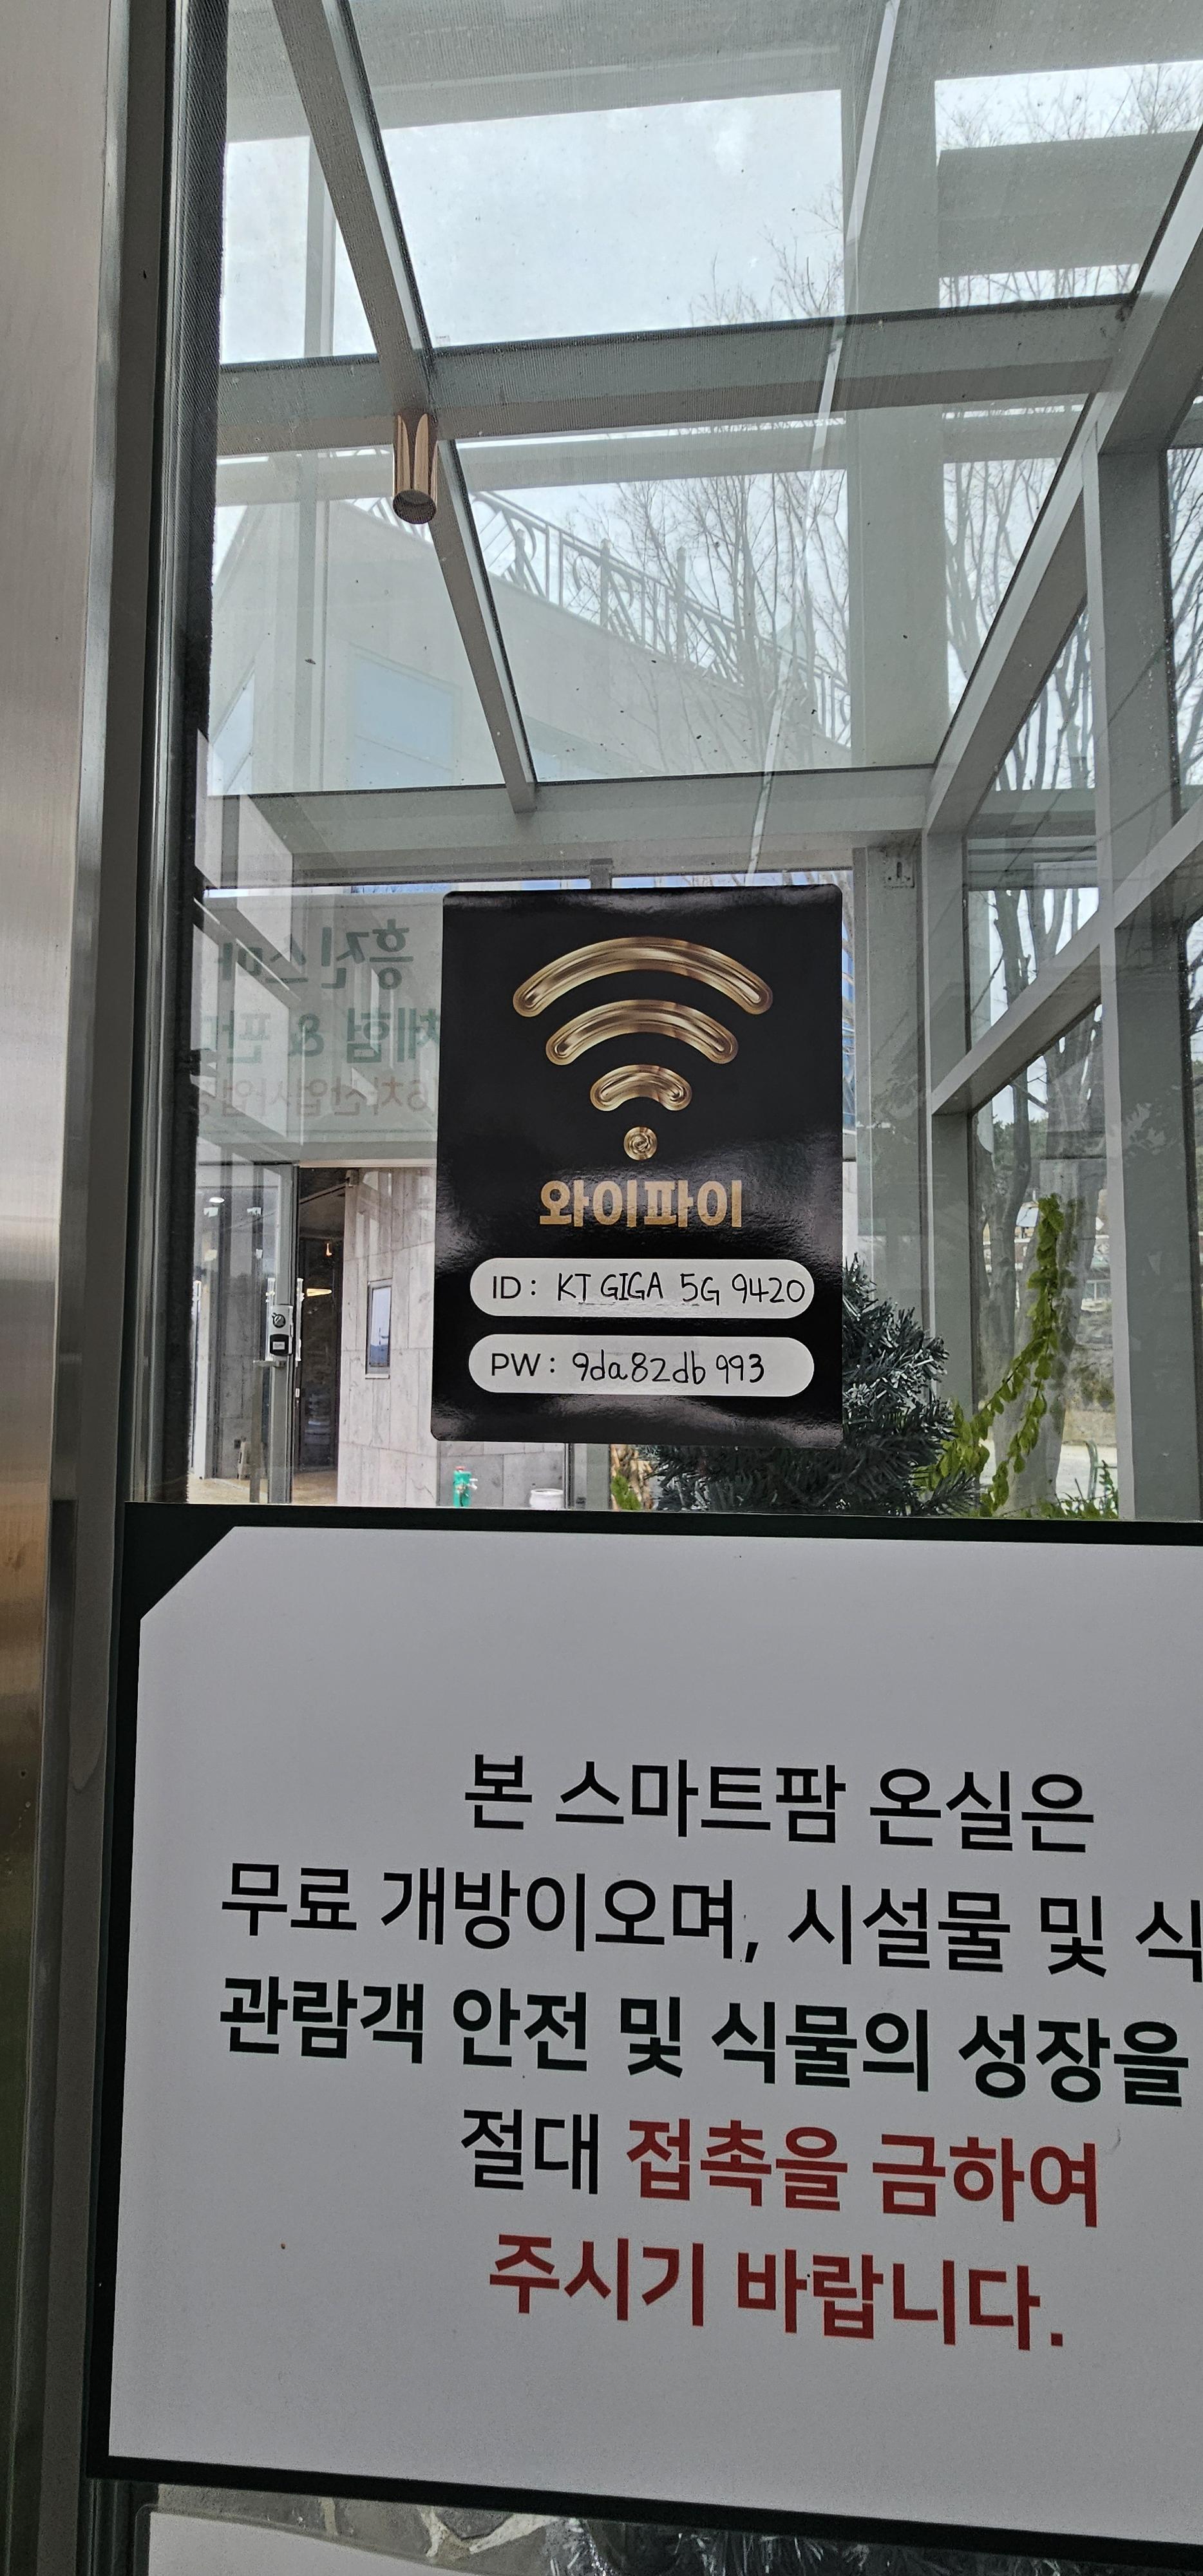 와이파이
ID: KT GIGA 5G 9420
PW: 9da82db993
본 스마트팜 온실은
무료 개방이오며, 시설물 및 식
관람객 안전 및 식물의 성장을
절대 접촉을 금하여
주시기 바랍니다.